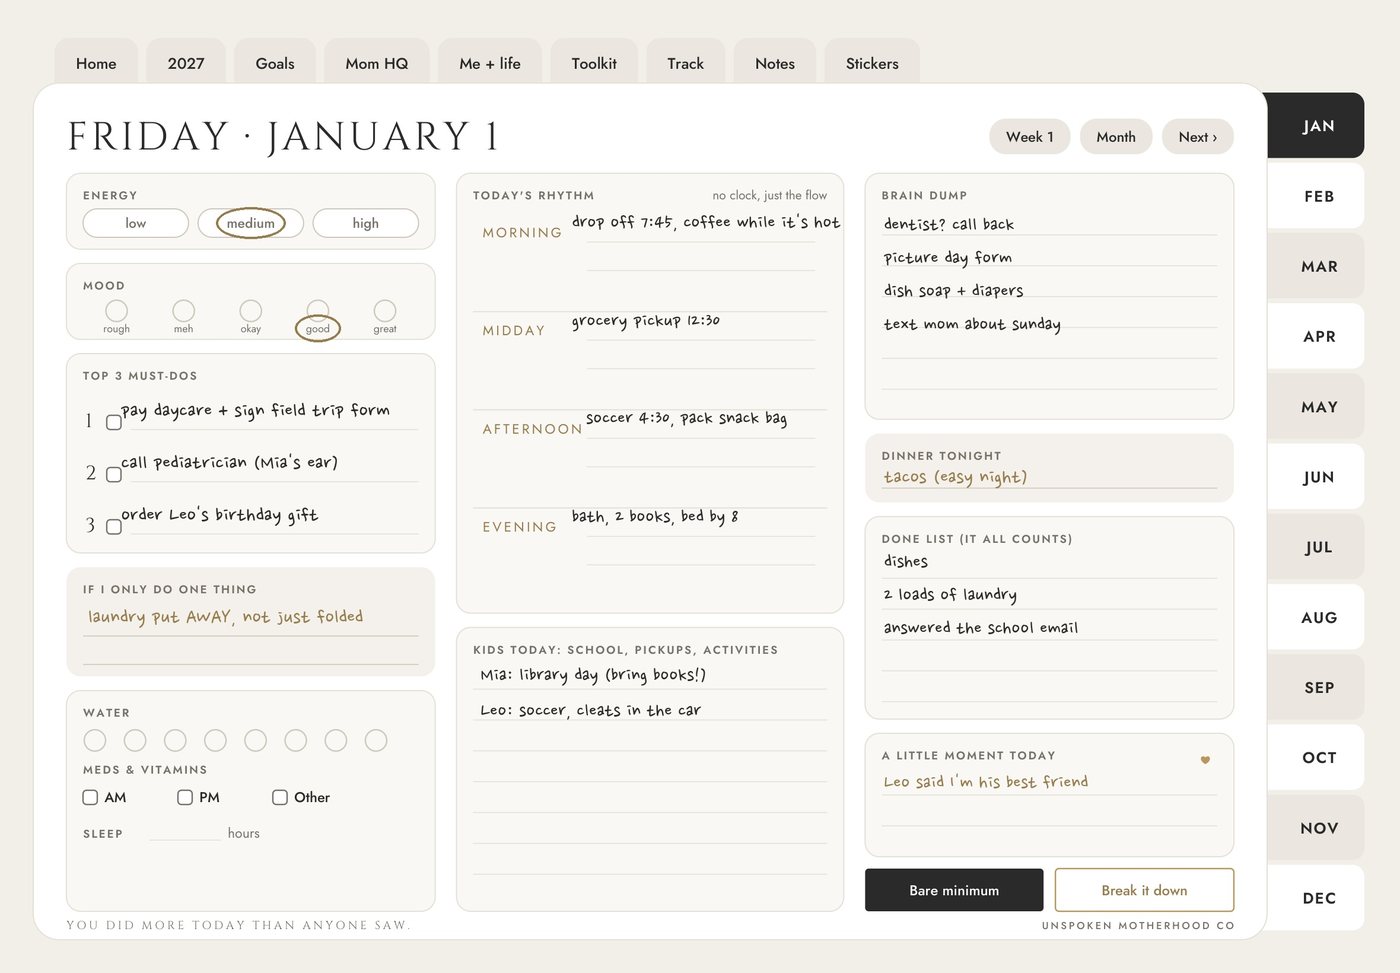 Home
2027
Goals
Mom HQ
Me + life
Toolkit
Track
Notes
Stickers
FRIDAY · JANUARY 1
Week 1
Month
Next ›
ENERGY
low
medium
high
MOOD
rough
meh
okay
good
great
TOP 3 MUST-DOS
1 pay daycare + sign field trip form
2 call pediatrician (Mia's ear)
3 order Leo's birthday gift
IF I ONLY DO ONE THING
laundry put AWAY, not just folded
WATER
MEDS & VITAMINS
AM
PM
Other
SLEEP hours
TODAY'S RHYTHM
no clock, just the flow
MORNING drop off 7:45, coffee while it's hot
MIDDAY grocery pickup 12:30
AFTERNOON soccer 4:30, pack snack bag
EVENING bath, 2 books, bed by 8
KIDS TODAY: SCHOOL, PICKUPS, ACTIVITIES
Mia: library day (bring books!)
Leo: soccer, cleats in the car
BRAIN DUMP
dentist? call back
picture day form
dish soap + diapers
text mom about sunday
DINNER TONIGHT
tacos (easy night)
DONE LIST (IT ALL COUNTS)
dishes
2 loads of laundry
answered the school email
A LITTLE MOMENT TODAY
Leo said I'm his best friend
Bare minimum
Break it down
YOU DID MORE TODAY THAN ANYONE SAW.
UNSPOKEN MOTHERHOOD CO
JAN
FEB
MAR
APR
MAY
JUN
JUL
AUG
SEP
OCT
NOV
DEC